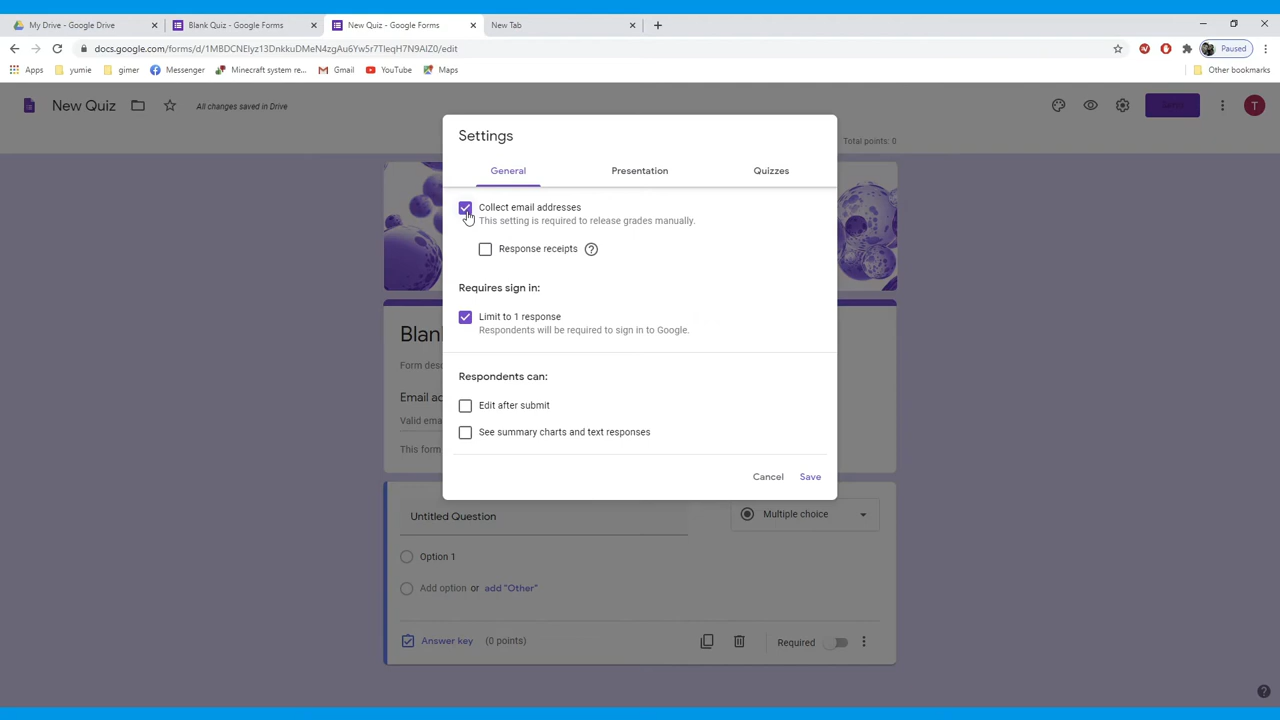 My Drive - Google Drive
Blank Quiz - Google Forms
New Quiz - Google Forms
New Tab
docs.google.com/forms/d/1MBDCNElyz13DnkkuDMeN4zgAu6Yw5r7TleqH7N9AlZ0/edit
Paused
Apps
yumie
gimer
Messenger
Minecraft system re...
Gmail
YouTube
Maps
Other bookmarks
New Quiz
All changes saved in Drive
Send
T
Total points: 0
Settings
General
Presentation
Quizzes
Collect email addresses
This setting is required to release grades manually.
Response receipts
Requires sign in:
Limit to 1 response
Respondents will be required to sign in to Google.
Blan
Form des
Email ad
Valid ema
This form
Respondents can:
Edit after submit
See summary charts and text responses
Cancel
Save
Untitled Question
Multiple choice
Option 1
Add option or add "Other"
Answer key (0 points)
Required